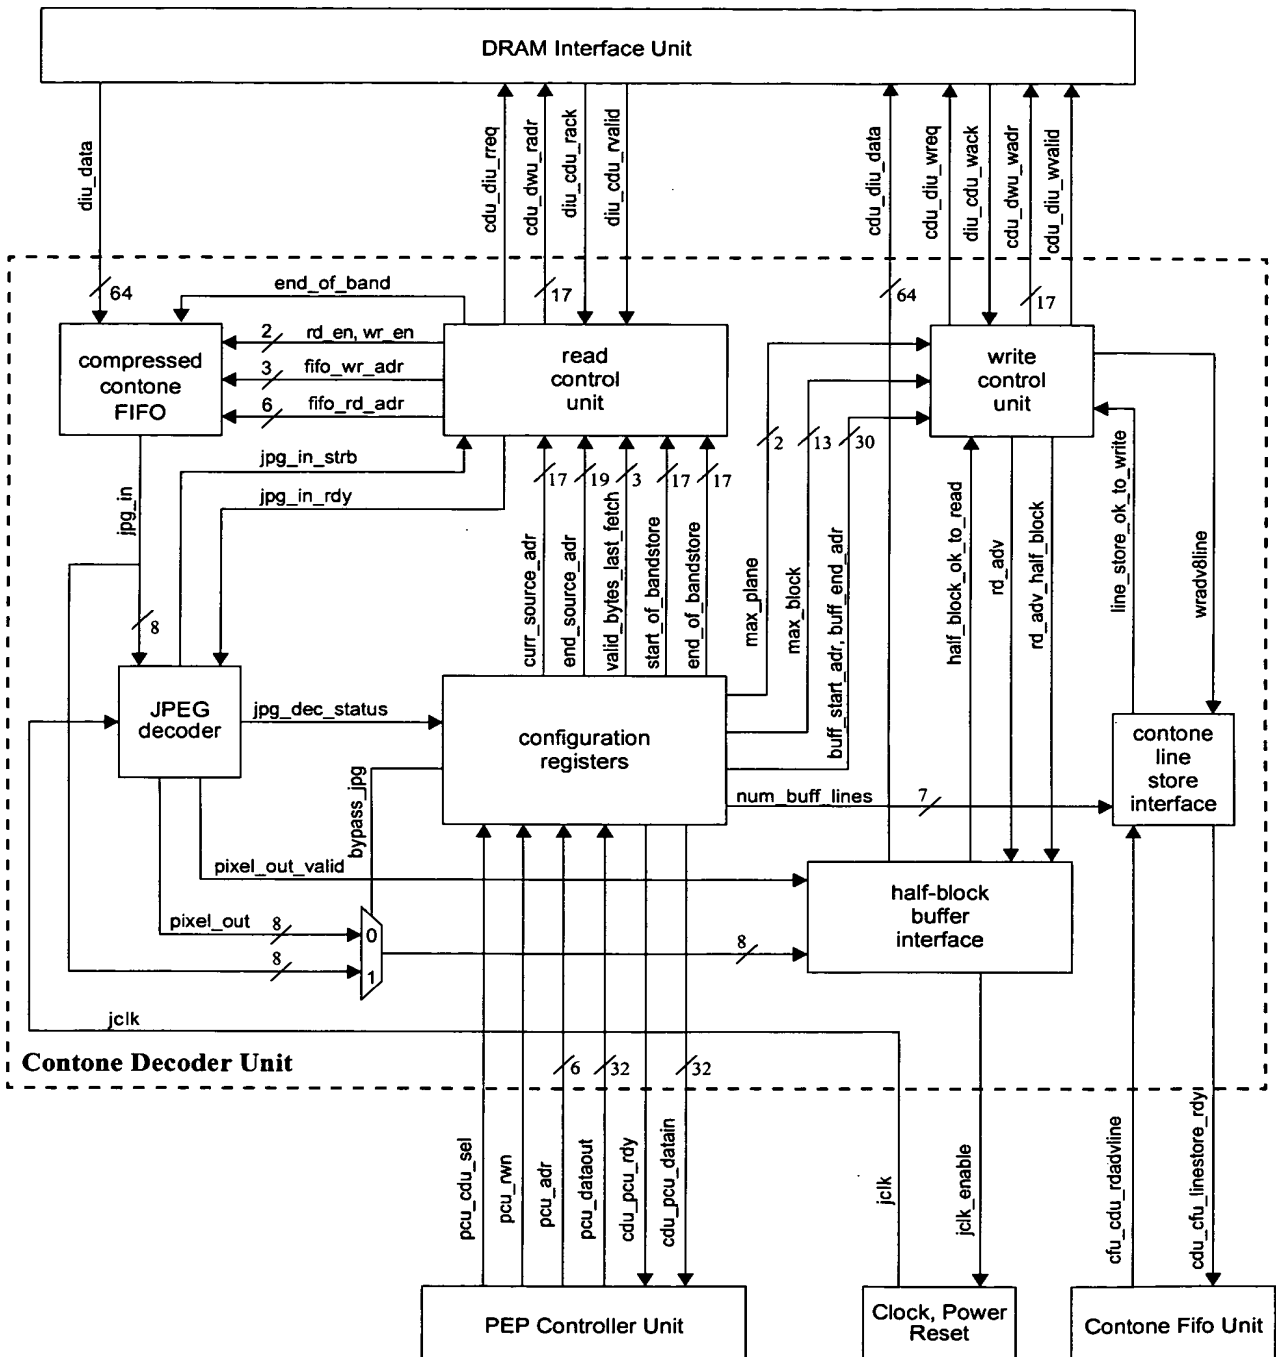 DRAM Interface Unit
diu_data
cdu_diu_rreq
cdu_dwu_radr
diu_cdu_rack
diu_cdu_rvalid
cdu_diu_data
cdu_diu_wreq
diu_cdu_wack
cdu_dwu_wadr
cdu_diu_wvalid
64
end_of_band
17
64
17
compressed
contone
FIFO
2
rd_en, wr_en
3
fifo_wr_adr
6
fifo_rd_adr
read
control
unit
write
control
unit
2
13
30
jpg_in
jpg_in_strb
jpg_in_rdy
17
19
3
17
17
curr_source_adr
end_source_adr
valid_bytes_last_fetch
start_of_bandstore
end_of_bandstore
max_plane
max_block
buff_start_adr, buff_end_adr
half_block_ok_to_read
rd_adv
rd_adv_half_block
line_store_ok_to_write
wradv8line
8
JPEG
decoder
jpg_dec_status
configuration
registers
contone
line
store
interface
bypass_jpg
num_buff_lines
7
pixel_out_valid
pixel_out
8
0
8
1
8
half-block
buffer
interface
jclk
Contone Decoder Unit
6
32
32
pcu_cdu_sel
pcu_rwn
pcu_adr
pcu_dataout
cdu_pcu_rdy
cdu_pcu_datain
jclk
jclk_enable
cfu_cdu_rdadvline
cdu_cfu_linestore_rdy
PEP Controller Unit
Clock, Power
Reset
Contone Fifo Unit